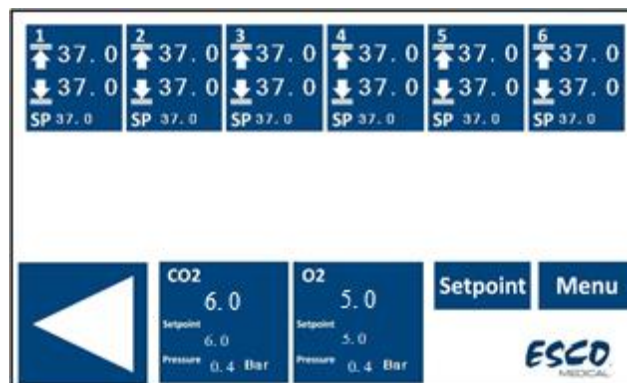 1 2 3 4 5 6
37.0 37.0 37.0 37.0 37.0 37.0
37.0 37.0 37.0 37.0 37.0 37.0
SP 37.0 SP 37.0 SP 37.0 SP 37.0 SP 37.0 SP 37.0
CO2
6.0
Setpoint
6.0
Pressure 0.4 Bar
O2
5.0
Setpoint
5.0
Pressure 0.4 Bar
Setpoint
Menu
ESCO
MEDICAL